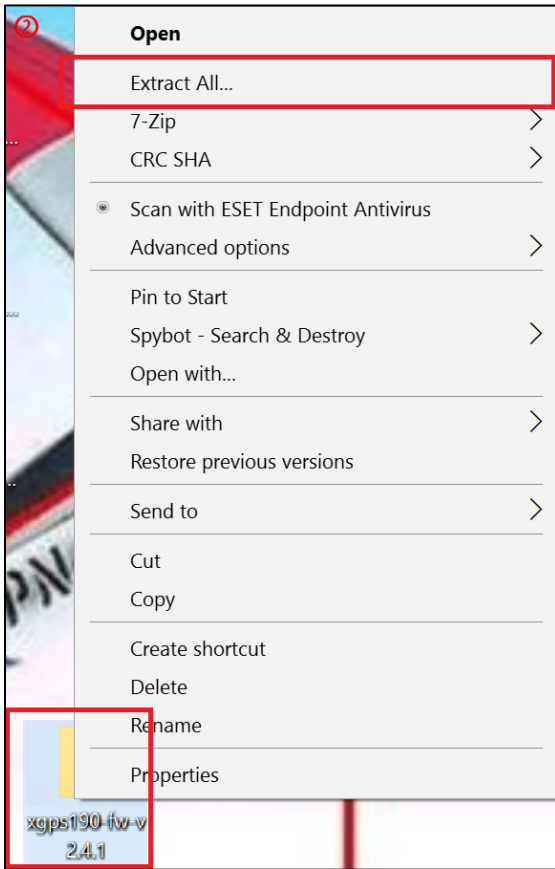 ②
Open
Extract All...
7-Zip
CRC SHA
Scan with ESET Endpoint Antivirus
Advanced options
Pin to Start
Spybot - Search & Destroy
Open with...
Share with
Restore previous versions
Send to
Cut
Copy
Create shortcut
Delete
Rename
Properties
xgps190-fw-v
2.4.1